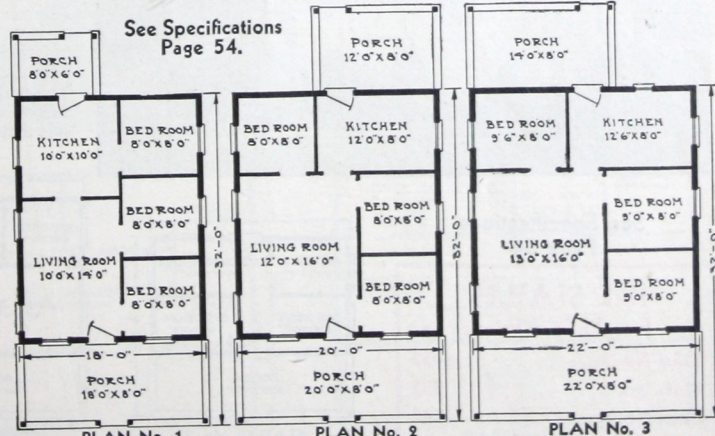 See Specifications
Page 54.
PORCH
8'0"X6'0"
KITCHEN
10'0"X10'0"
BED ROOM
8'0"X8'0"
BED ROOM
8'0"X8'0"
LIVING ROOM
10'0"X14'0"
BED ROOM
8'0"X8'0"
32'-0"
18'-0"
PORCH
18'0"X8'0"
PLAN No. 1
PORCH
12'0"X8'0"
BED ROOM
8'0"X8'0"
KITCHEN
12'0"X8'0"
BED ROOM
8'0"X8'0"
LIVING ROOM
12'0"X16'0"
BED ROOM
8'0"X8'0"
32'-0"
20'-0"
PORCH
20'0"X8'0"
PLAN No. 2
PORCH
14'0"X8'0"
BED ROOM
9'6"X8'0"
KITCHEN
12'6"X8'0"
BED ROOM
9'0"X8'0"
LIVING ROOM
13'0"X16'0"
BED ROOM
9'0"X8'0"
32'-0"
22'-0"
PORCH
22'0"X8'0"
PLAN No. 3